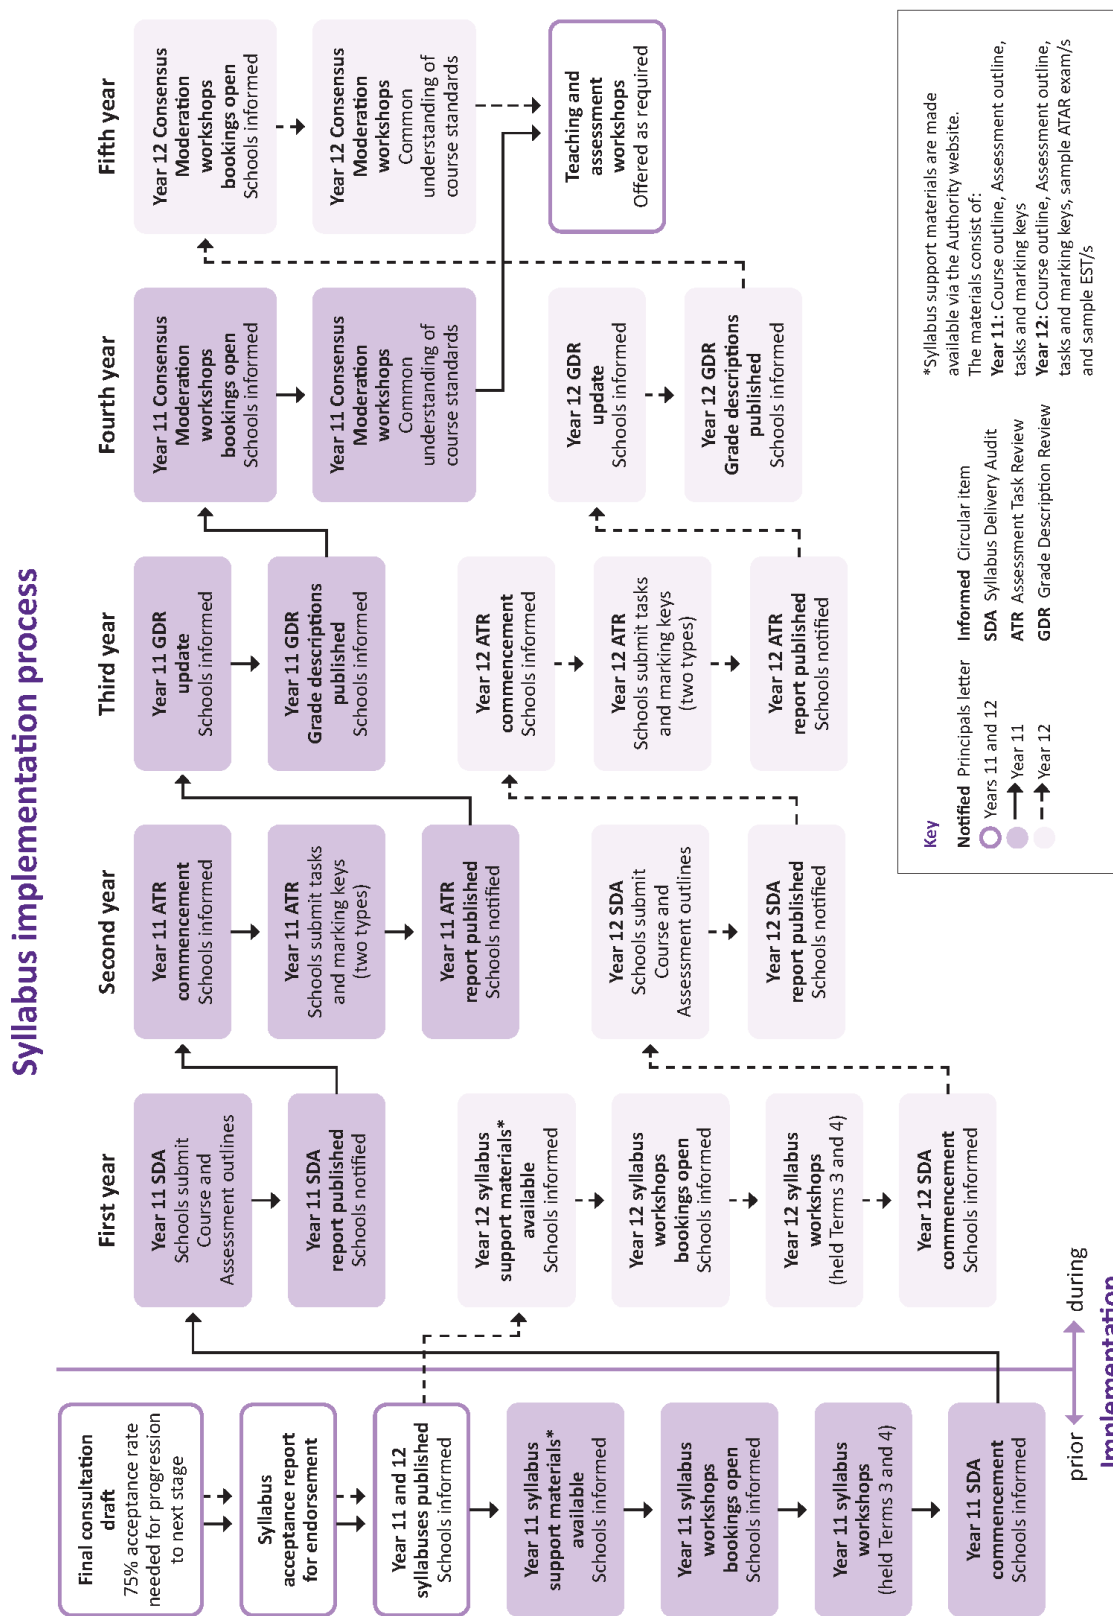 Syllabus implementation process
Final consultation
draft
75% acceptance rate
needed for progression
to next stage
Syllabus
acceptance report
for endorsement
Year 11 and 12
syllabuses published
Schools informed
Year 11 syllabus
support materials*
available
Schools informed
Year 11 syllabus
workshops
bookings open
Schools informed
Year 11 syllabus
workshops
(held Terms 3 and 4)
Year 11 SDA
commencement
Schools informed
prior
during
Implementation
First year
Year 11 SDA
Schools submit
Course and
Assessment outlines
Year 11 SDA
report published
Schools notified
Year 12 syllabus
support materials*
available
Schools informed
Year 12 syllabus
workshops
bookings open
Schools informed
Year 12 syllabus
workshops
(held Terms 3 and 4)
Year 12 SDA
commencement
Schools informed
Second year
Year 11 ATR
commencement
Schools informed
Year 11 ATR
Schools submit tasks
and marking keys
(two types)
Year 11 ATR
report published
Schools notified
Year 12 SDA
Schools submit
Course and
Assessment outlines
Year 12 SDA
report published
Schools notified
Third year
Year 11 GDR
update
Schools informed
Year 11 GDR
Grade descriptions
published
Schools informed
Year 12 ATR
commencement
Schools informed
Year 12 ATR
Schools submit tasks
and marking keys
(two types)
Year 12 ATR
report published
Schools notified
Fourth year
Year 11 Consensus
Moderation
workshops
bookings open
Schools informed
Year 11 Consensus
Moderation
workshops
Common
understanding of
course standards
Year 12 GDR
update
Schools informed
Year 12 GDR
Grade descriptions
published
Schools informed
Fifth year
Year 12 Consensus
Moderation
workshops
bookings open
Schools informed
Year 12 Consensus
Moderation
workshops
Common
understanding of
course standards
Teaching and
assessment
workshops
Offered as required
Key
Notified Principals letter
Years 11 and 12
Year 11
Year 12
Informed Circular item
SDA Syllabus Delivery Audit
ATR Assessment Task Review
GDR Grade Description Review
*Syllabus support materials are made
available via the Authority website.
The materials consist of:
Year 11: Course outline, Assessment outline,
tasks and marking keys
Year 12: Course outline, Assessment outline,
tasks and marking keys, sample ATAR exam/s
and sample EST/s